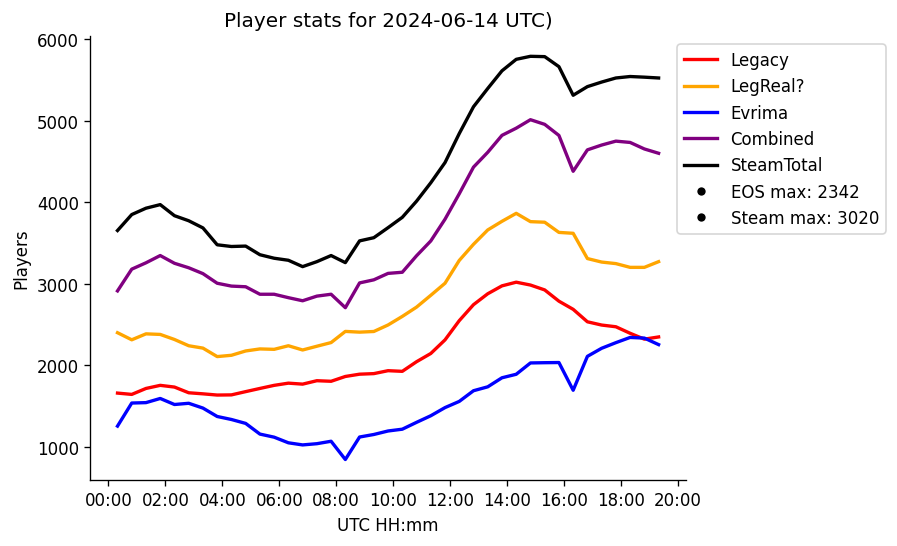 Player stats for 2024-06-14 UTC)
6000
5000
4000
3000
2000
1000
Players
00:00 02:00 04:00 06:00 08:00 10:00 12:00 14:00 16:00 18:00 20:00
UTC HH:mm
Legacy
LegReal?
Evrima
Combined
SteamTotal
EOS max: 2342
Steam max: 3020